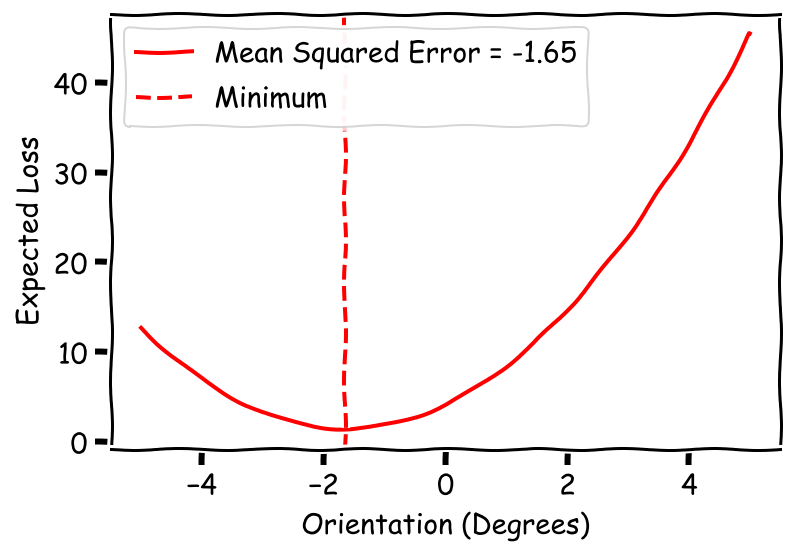 Mean Squared Error = -1.65
Minimum
Expected Loss
40
30
20
10
0
−4
−2
0
2
4
Orientation (Degrees)